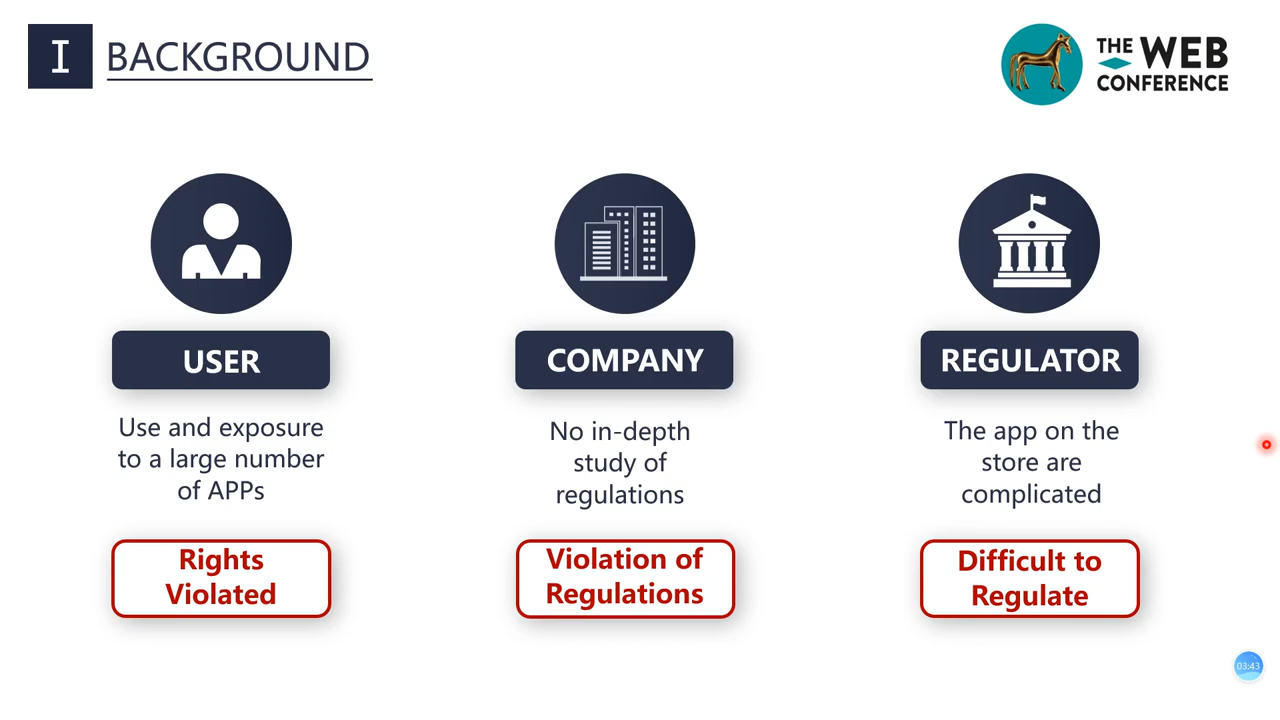 I BACKGROUND
THE WEB
CONFERENCE
USER
Use and exposure
to a large number
of APPs
Rights
Violated
COMPANY
No in-depth
study of
regulations
Violation of
Regulations
REGULATOR
The app on the
store are
complicated
Difficult to
Regulate
03:43